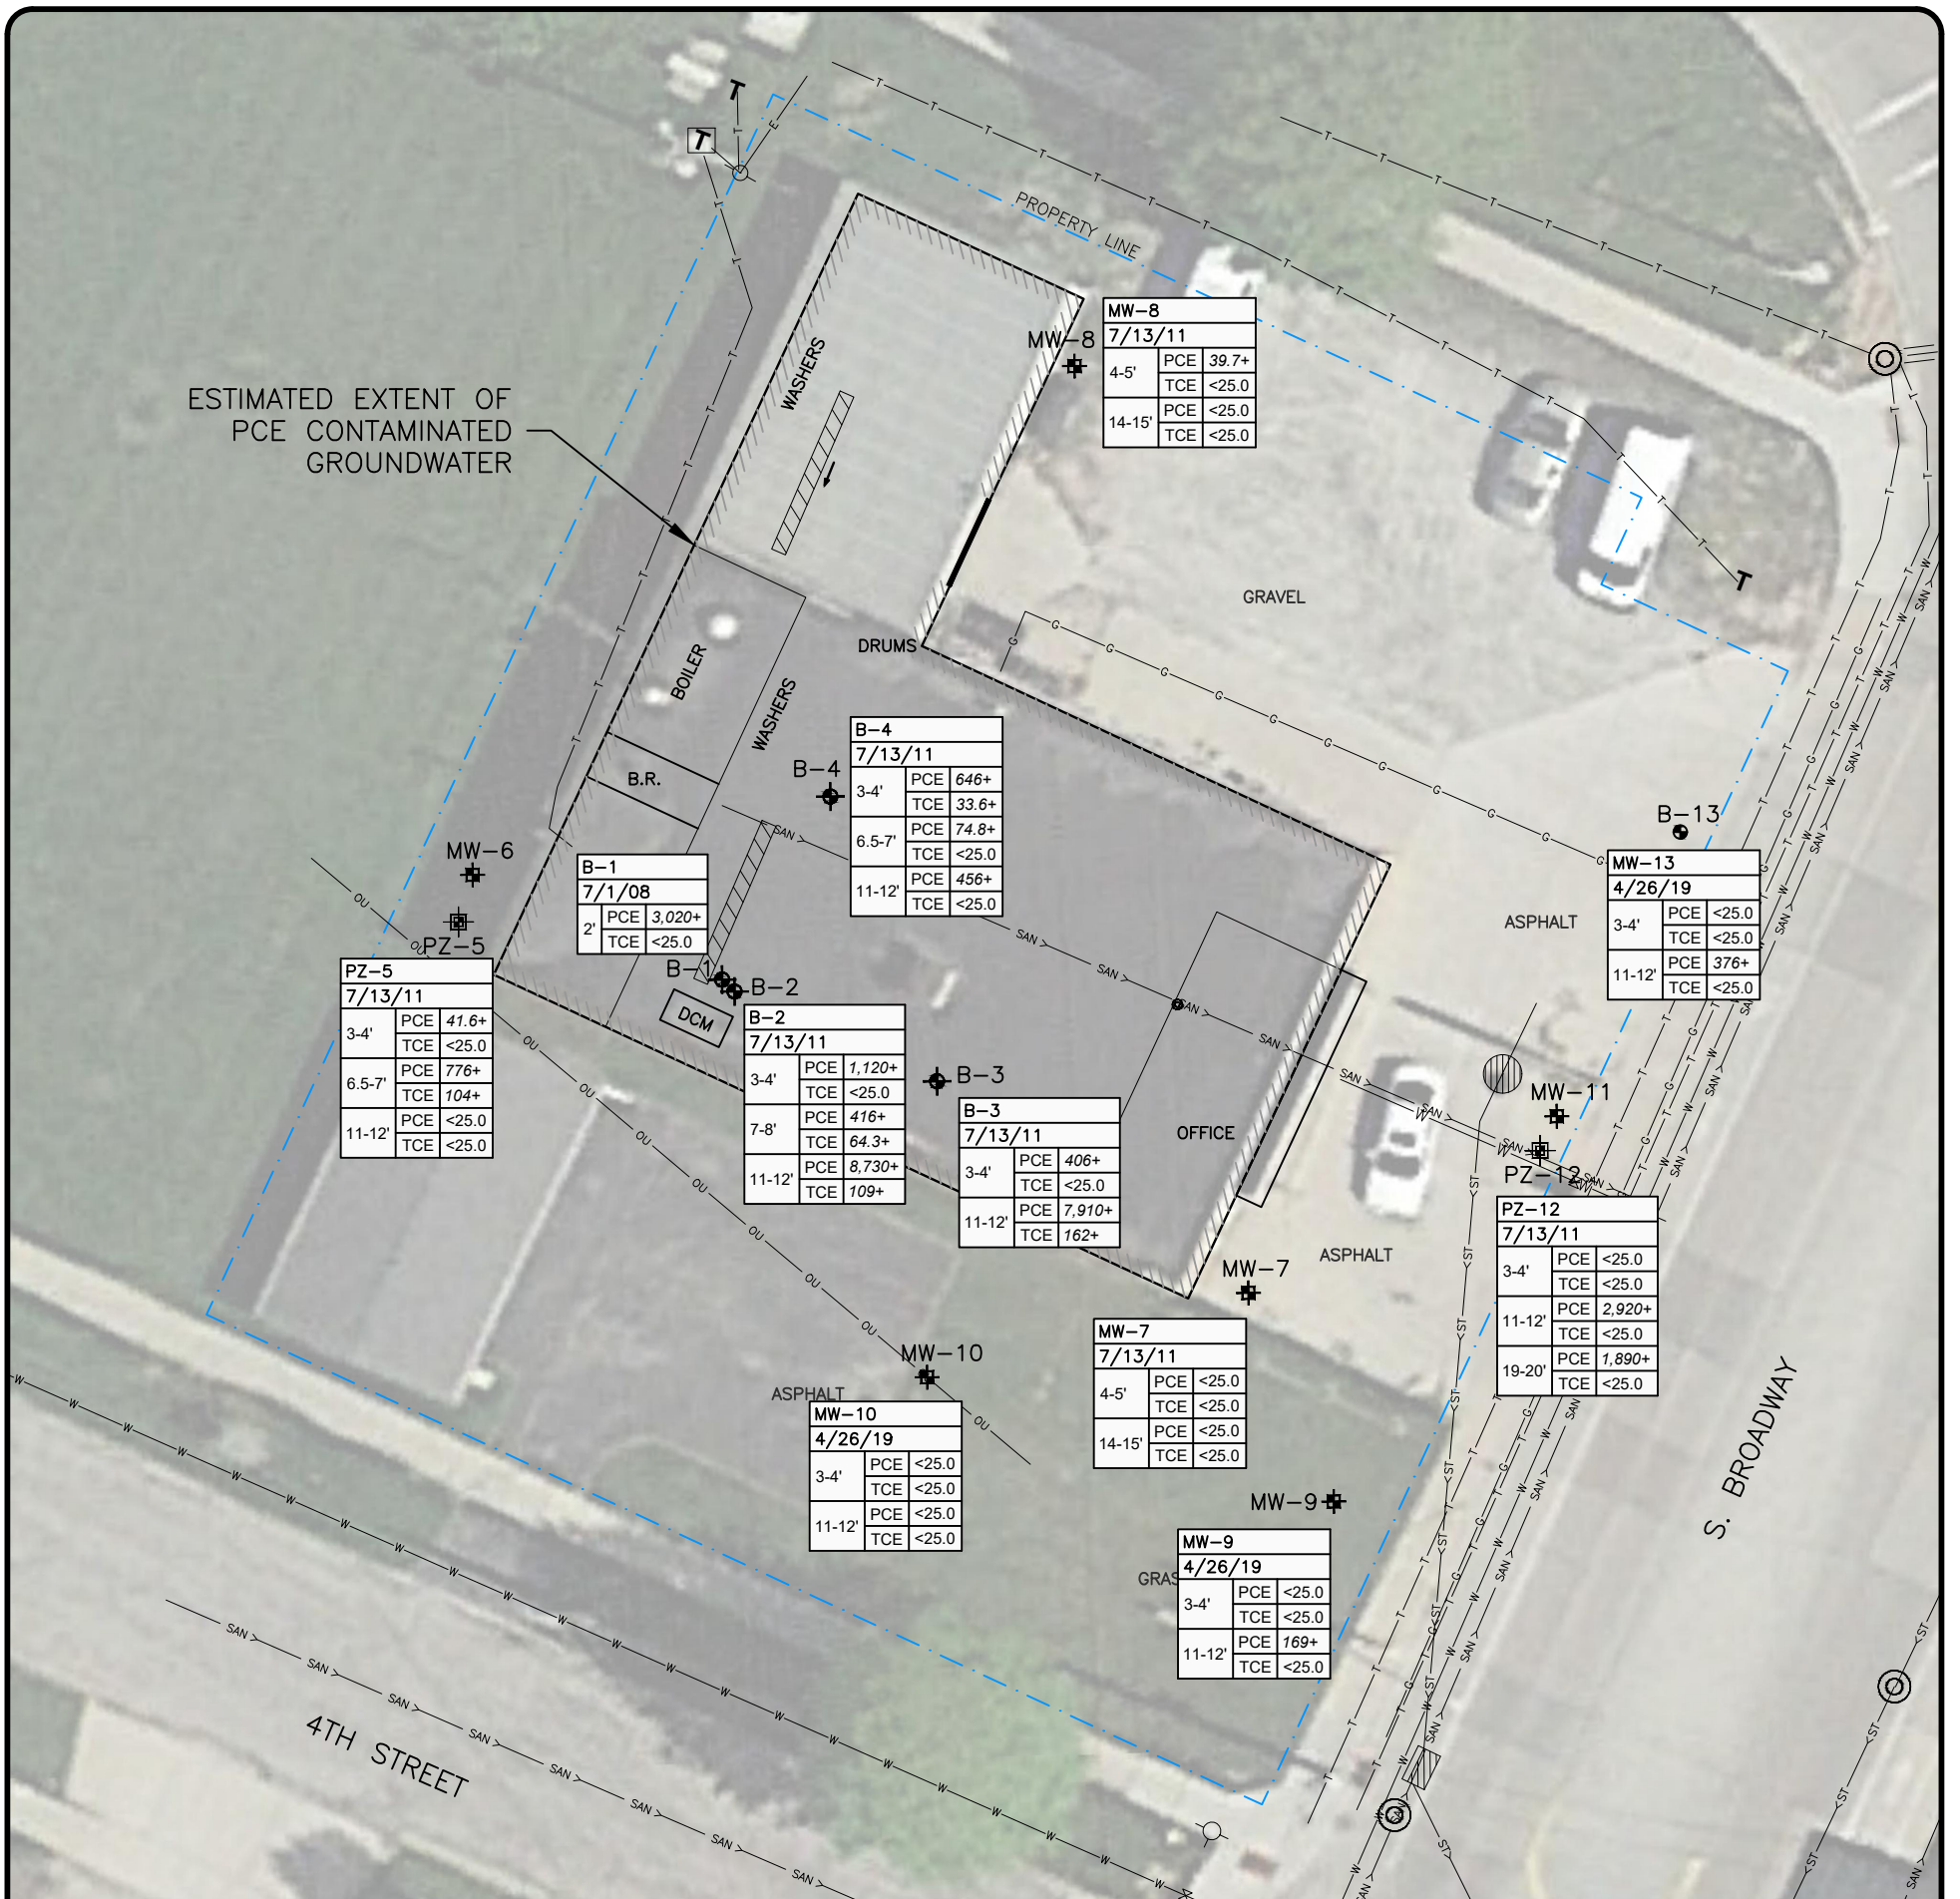 PROPERTY LINE
ESTIMATED EXTENT OF
PCE CONTAMINATED
GROUNDWATER
WASHERS
MW-8
MW-8
7/13/11
4-5' PCE 39.7+
TCE <25.0
14-15' PCE <25.0
TCE <25.0
GRAVEL
DRUMS
BOILER
WASHERS
B.R.
B-4
B-4
7/13/11
3-4' PCE 646+
TCE 33.6+
6.5-7' PCE 74.8+
TCE <25.0
11-12' PCE 456+
TCE <25.0
B-13
MW-13
4/26/19
3-4' PCE <25.0
TCE <25.0
11-12' PCE 376+
TCE <25.0
ASPHALT
MW-6
PZ-5
PZ-5
7/13/11
3-4' PCE 41.6+
TCE <25.0
6.5-7' PCE 776+
TCE 104+
11-12' PCE <25.0
TCE <25.0
B-1
7/1/08
2' PCE 3,020+
TCE <25.0
B-1
B-2
DCM
B-2
7/13/11
3-4' PCE 1,120+
TCE <25.0
7-8' PCE 416+
TCE 64.3+
11-12' PCE 8,730+
TCE 109+
B-3
B-3
7/13/11
3-4' PCE 406+
TCE <25.0
11-12' PCE 7,910+
TCE 162+
OFFICE
MW-11
PZ-12
PZ-12
7/13/11
3-4' PCE <25.0
TCE <25.0
11-12' PCE 2,920+
TCE <25.0
19-20' PCE 1,890+
TCE <25.0
ASPHALT
MW-7
MW-7
7/13/11
4-5' PCE <25.0
TCE <25.0
14-15' PCE <25.0
TCE <25.0
MW-10
ASPHALT
MW-10
4/26/19
3-4' PCE <25.0
TCE <25.0
11-12' PCE <25.0
TCE <25.0
MW-9
GRAS
MW-9
4/26/19
3-4' PCE <25.0
TCE <25.0
11-12' PCE 169+
TCE <25.0
S. BROADWAY
4TH STREET